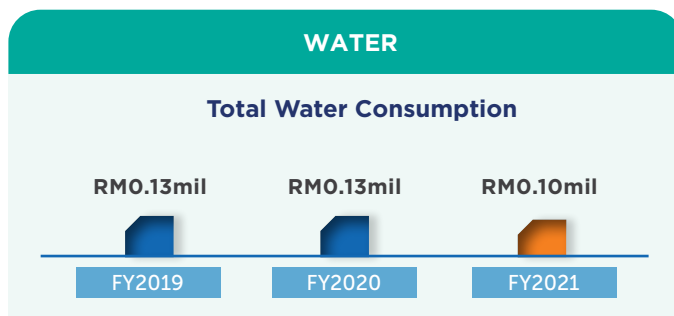 WATER
Total Water Consumption
RM0.13mil RM0.13mil RM0.10mil
FY2019 FY2020 FY2021